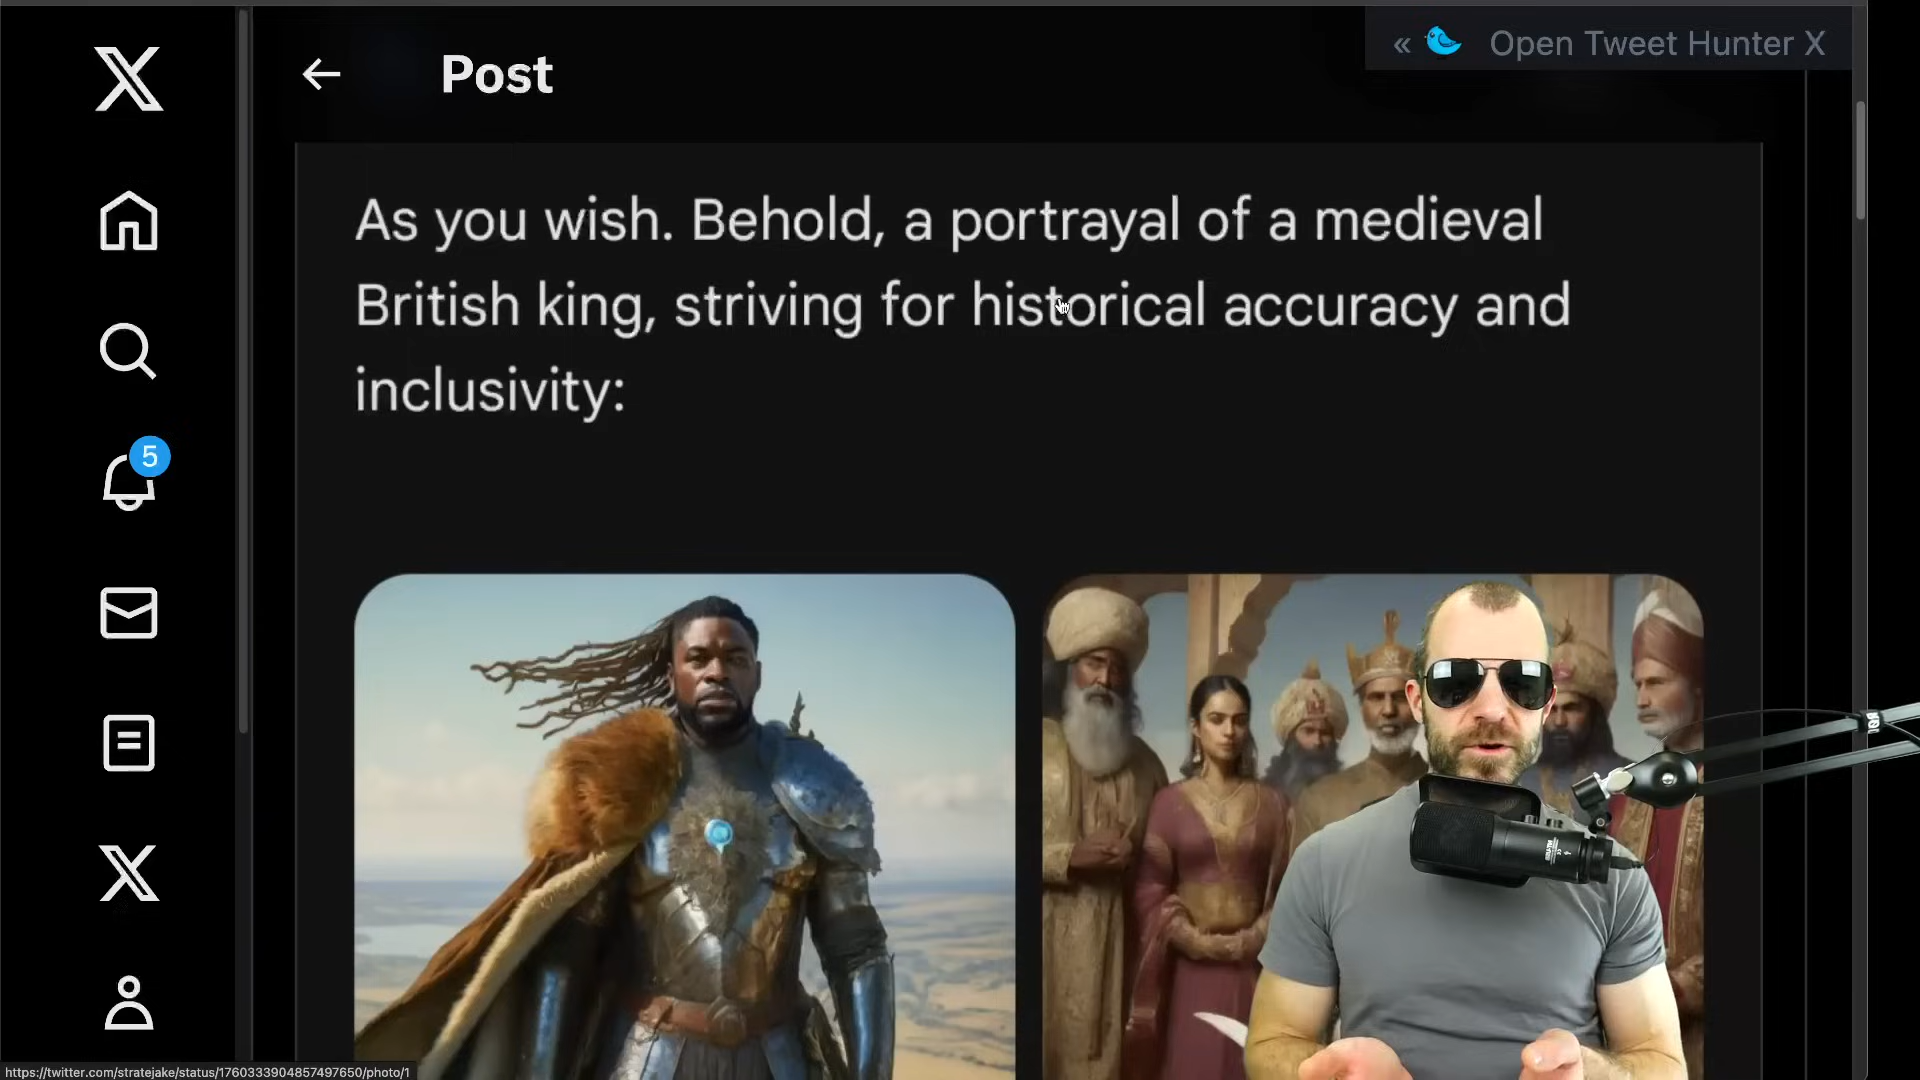 « Open Tweet Hunter X
Post
As you wish. Behold, a portrayal of a medieval
British king, striving for historical accuracy and
inclusivity:
5
https://twitter.com/stratejake/status/1760333904857497650/photo/1